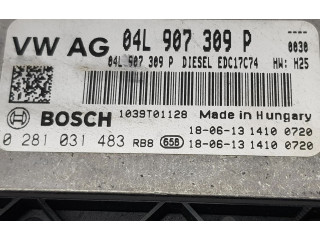 VW AG 04L 907 309 P ----
0030
04L 907 309 P DIESEL EDC17C74 HW: H25
BOSCH 1039T01128 Made in Hungary
18-06-13 1410 0720
0 281 031 483 RB8 65B 18-06-13 1410 0720